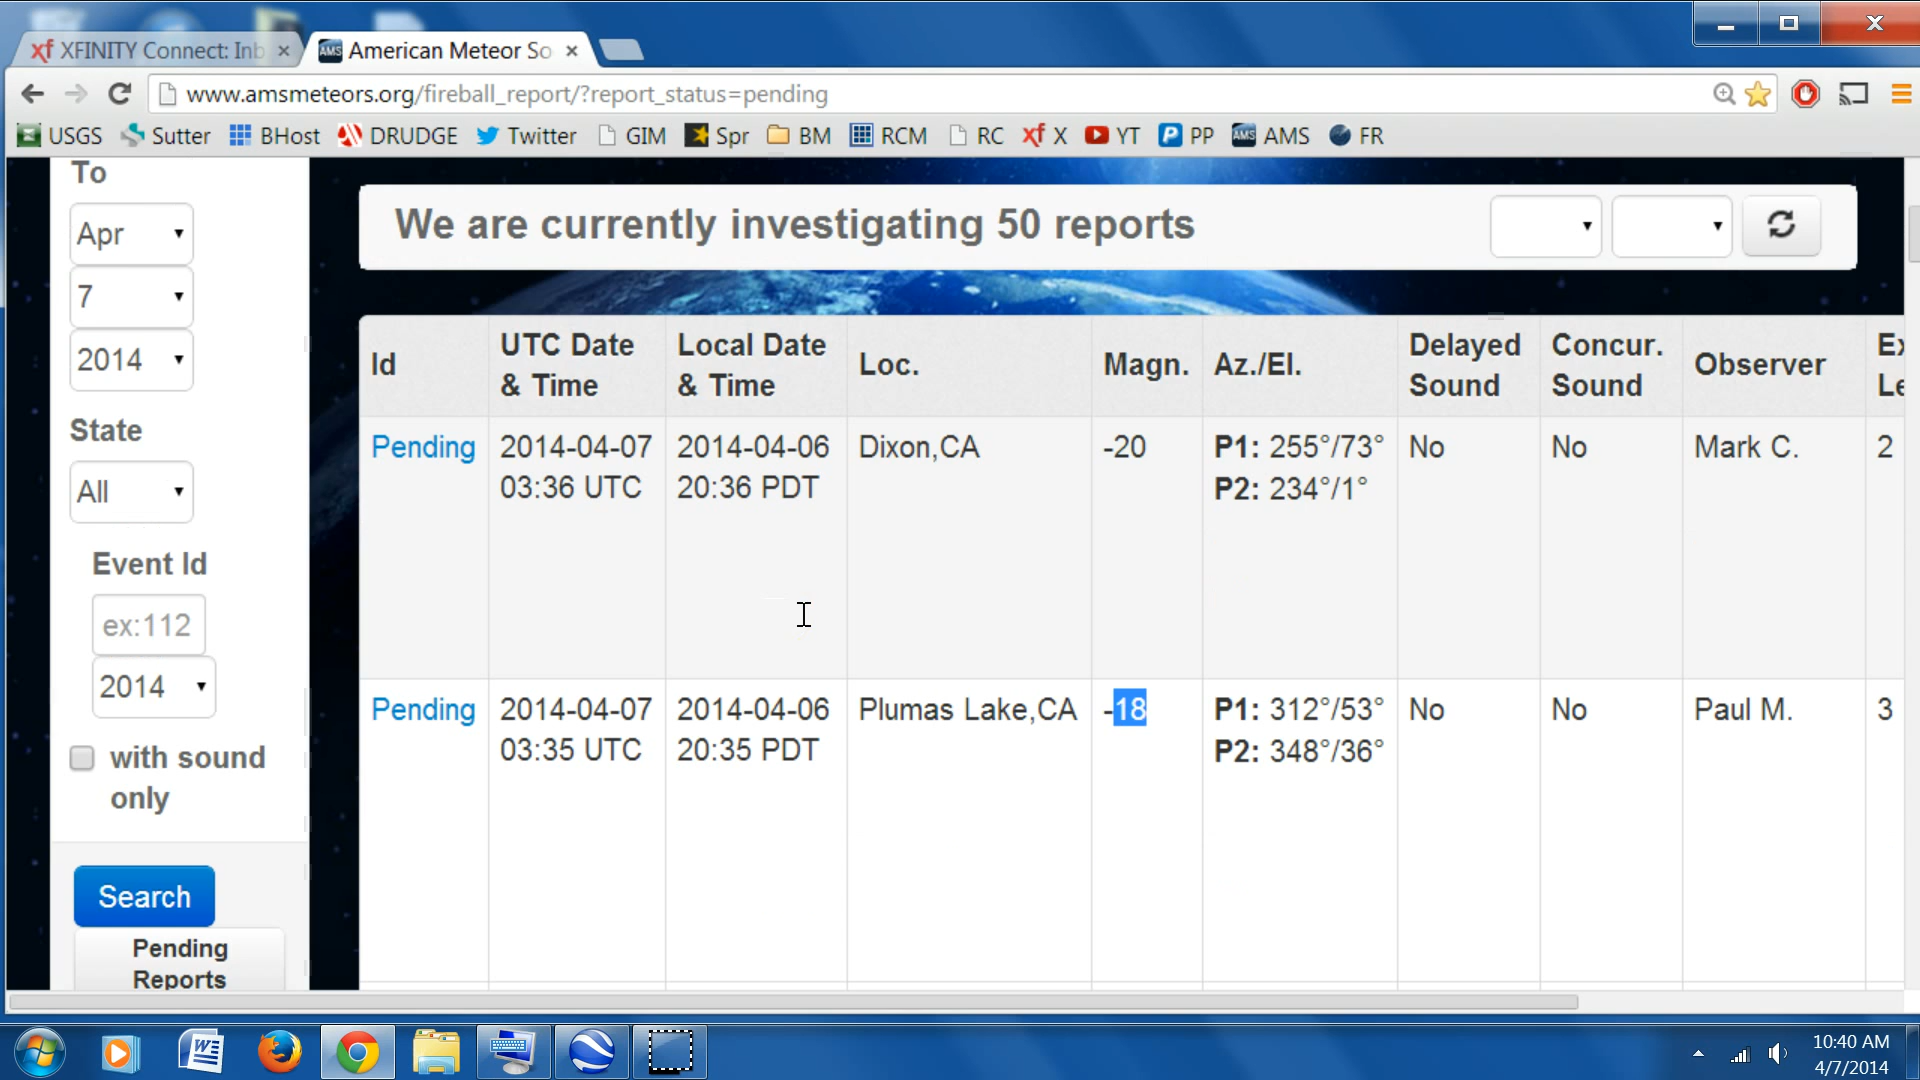 XFINITY Connect: Inb
AMS American Meteor So
www.amsmeteors.org/fireball_report/?report_status=pending
USGS Sutter BHost DRUDGE Twitter GIM Spr BM RCM RC xf X YT PP AMS AMS FR
To
Apr
7
2014
State
All
Event Id
ex:112
2014
with sound
only
Search
Pending
Reports
We are currently investigating 50 reports
Id UTC Date & Time Local Date & Time Loc. Magn. Az./El. Delayed Sound Concur. Sound Observer
Pending 2014-04-07 2014-04-06 Dixon,CA -20 P1: 255°/73° No No Mark C. 2
03:36 UTC 20:36 PDT P2: 234°/1°
Pending 2014-04-07 2014-04-06 Plumas Lake,CA -18 P1: 312°/53° No No Paul M. 3
03:35 UTC 20:35 PDT P2: 348°/36°
10:40 AM
4/7/2014